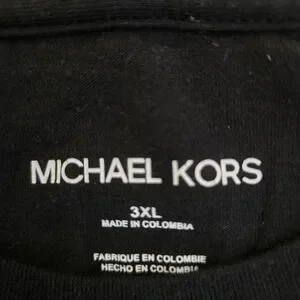 MICHAEL KORS
3XL
MADE IN COLOMBIA
FABRIQUE EN COLOMBIE
HECHO EN COLOMBIA